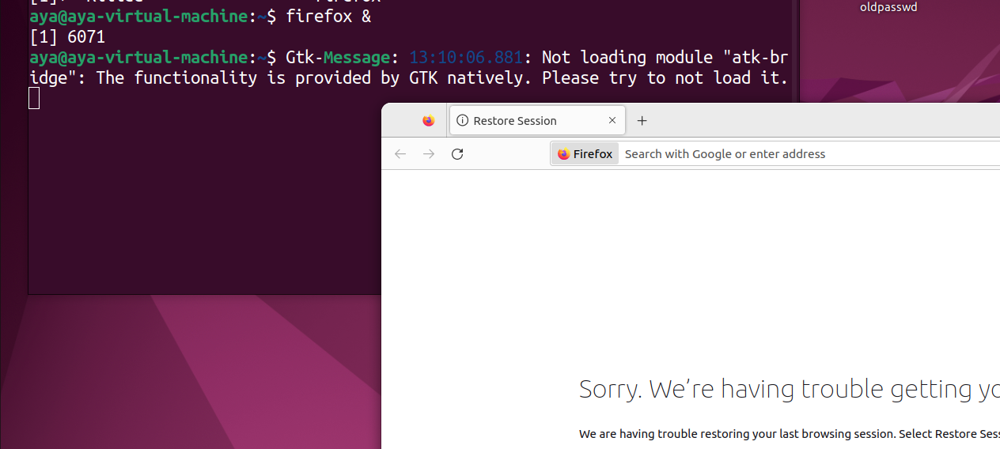 aya@aya-virtual-machine:~$ firefox &
[1] 6071
aya@aya-virtual-machine:~$ Gtk-Message: 13:10:06.881: Not loading module "atk-br
idge": The functionality is provided by GTK natively. Please try to not load it.
oldpasswd
Restore Session
Firefox Search with Google or enter address
Sorry. We're having trouble getting
We are having trouble restoring your last browsing session. Select Restore